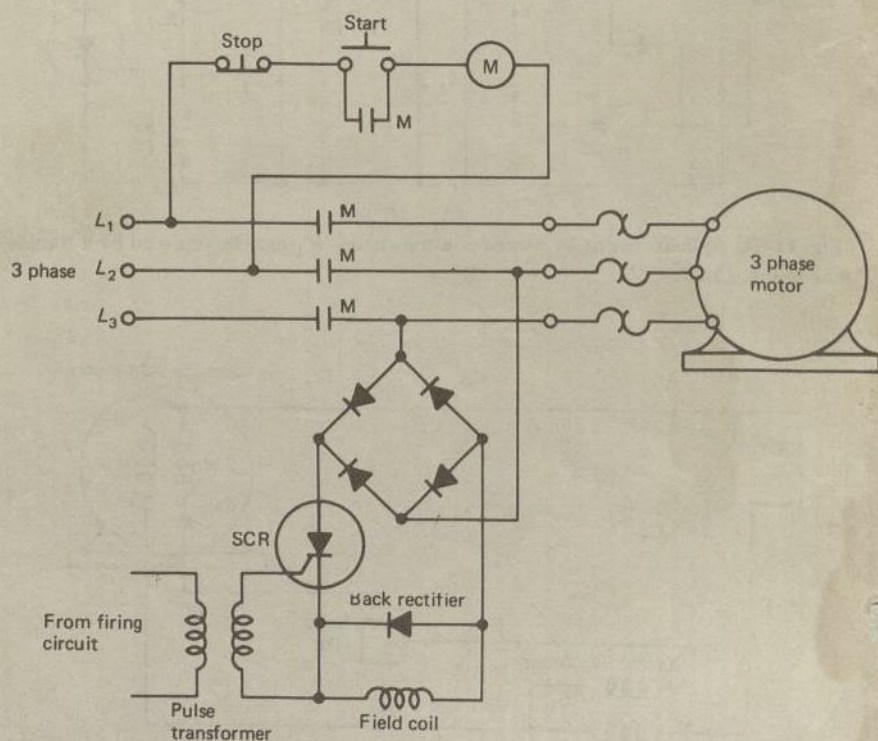 Start
Stop
M
M
L1
M
3 phase
L2
M
3 phase
motor
L3
M
SCR
Back rectifier
From firing
circuit
Pulse
transformer
Field coil